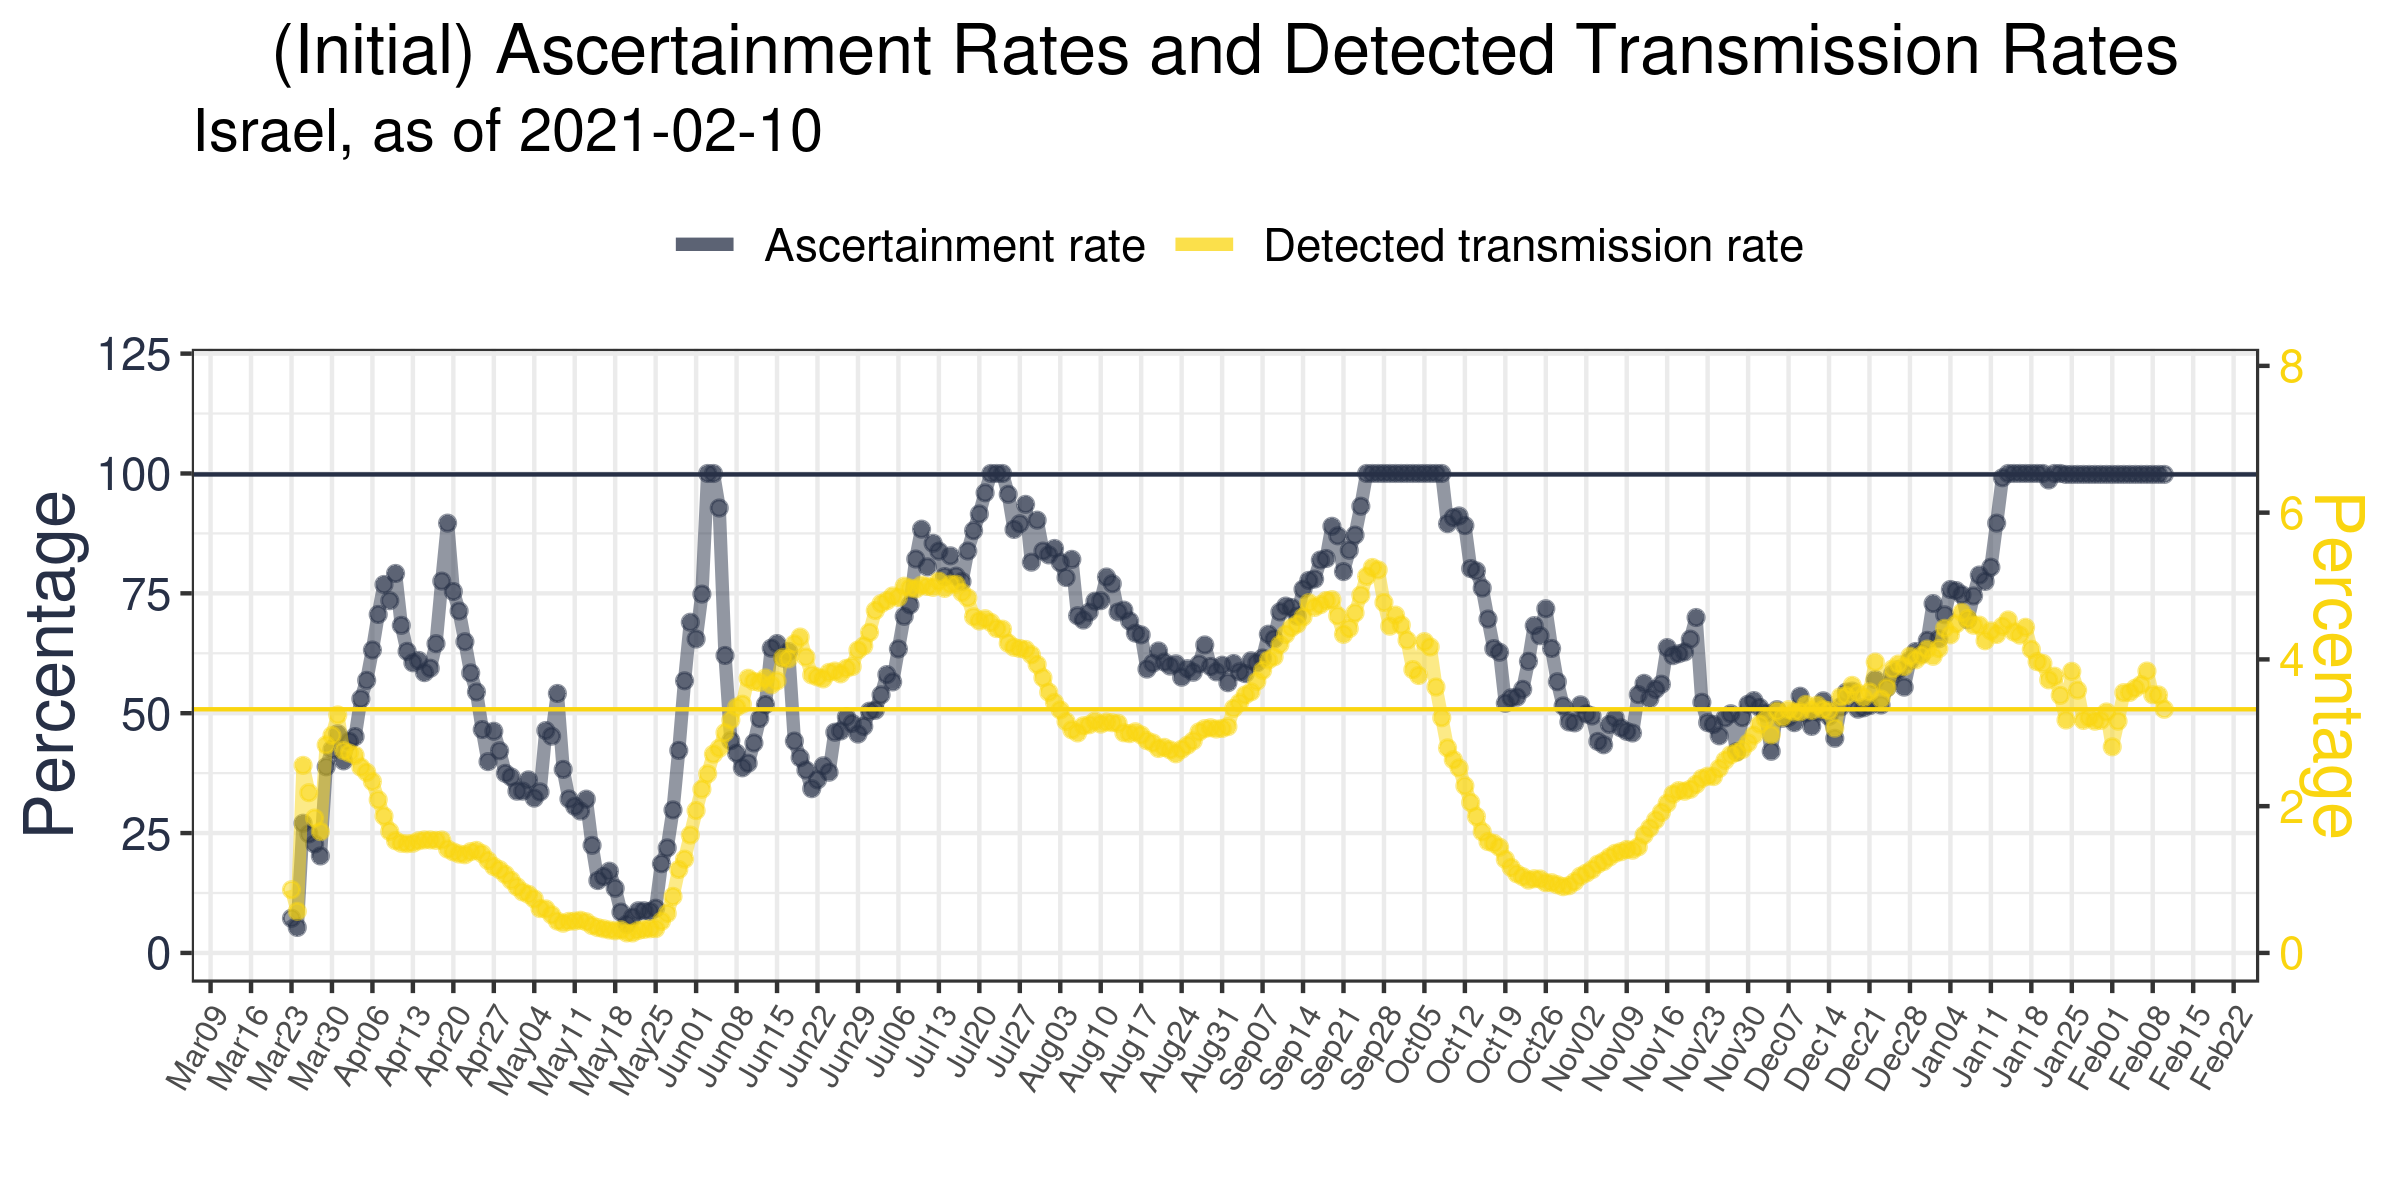 (Initial) Ascertainment Rates and Detected Transmission Rates
Israel, as of 2021-02-10
Ascertainment rate Detected transmission rate
125
100
75
50
25
0
Percentage
8
6
4
2
0
Percentage
Mar09 Mar16 Mar23 Mar30 Apr06 Apr13 Apr20 Apr27 May04 May11 May18 May25 Jun01 Jun08 Jun15 Jun22 Jun29 Jul06 Jul13 Jul20 Jul27 Aug03 Aug10 Aug17 Aug24 Aug31 Sep07 Sep14 Sep21 Sep28 Oct05 Oct12 Oct19 Oct26 Nov02 Nov09 Nov16 Nov23 Nov30 Dec07 Dec14 Dec21 Dec28 Jan04 Jan11 Jan18 Jan25 Feb01 Feb08 Feb15 Feb22